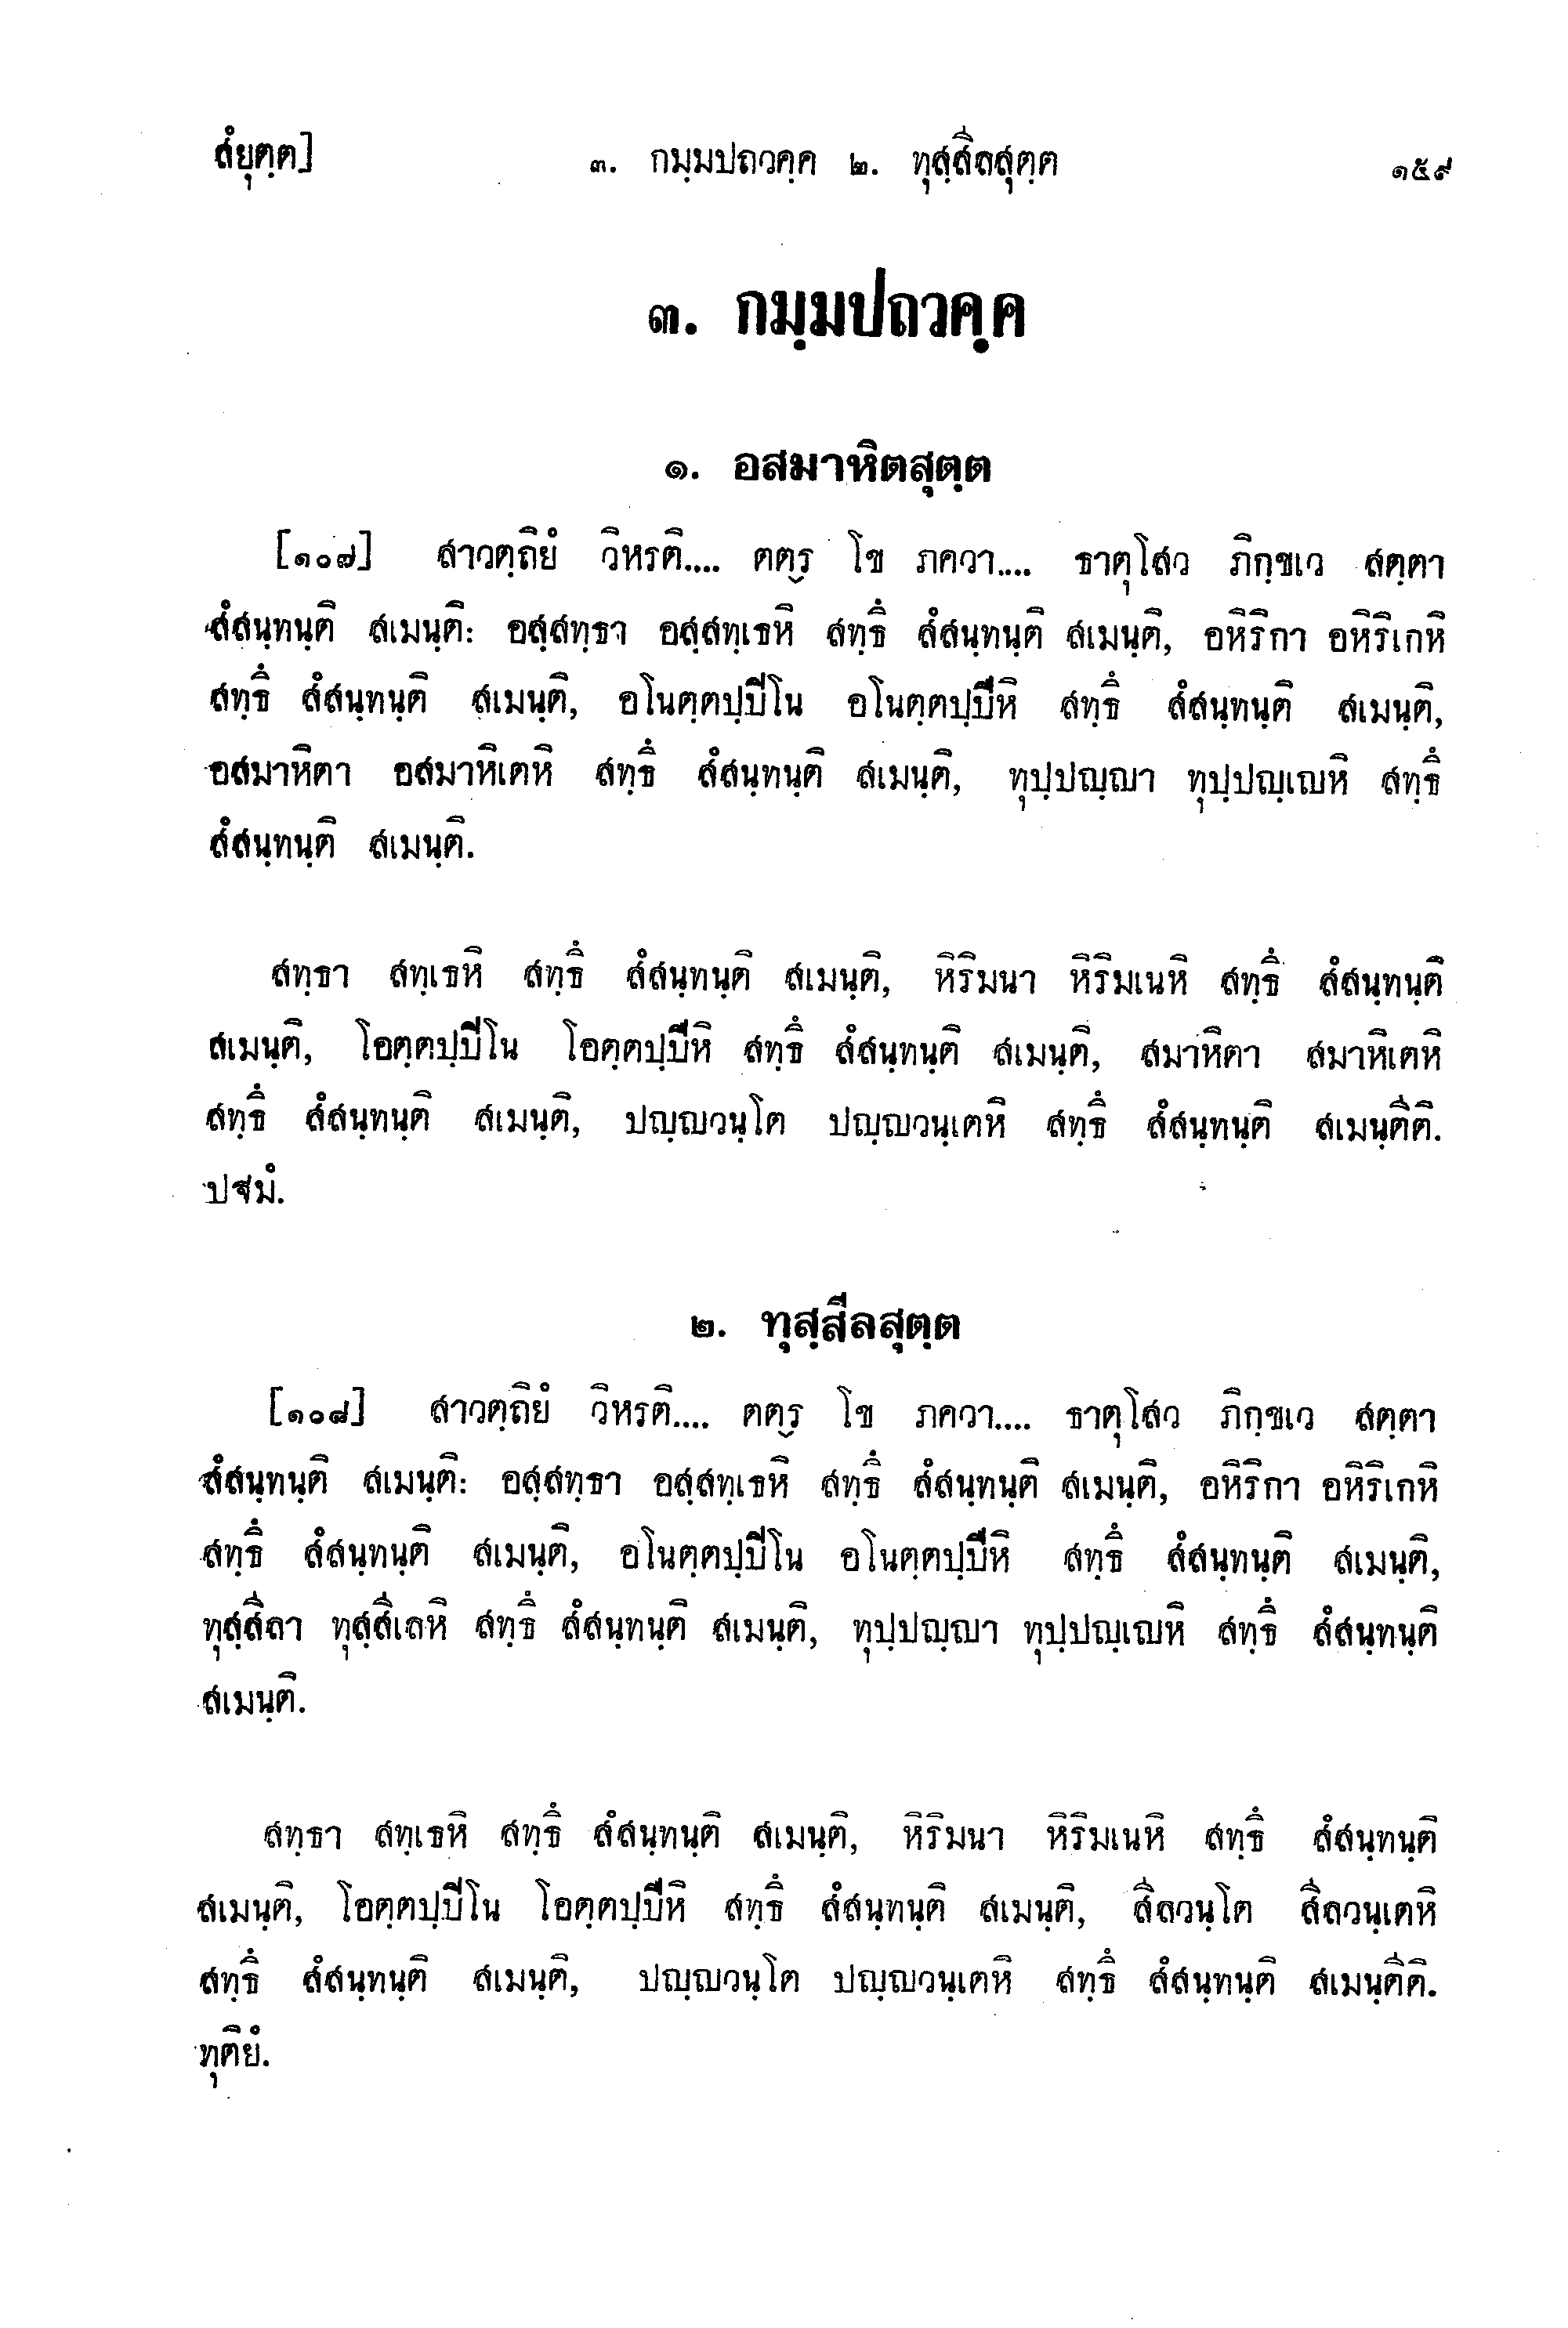 สํยุตฺต]
๓. กมฺมปถวคฺค ๒. ทุสฺสีลสุตฺต
๑๕๙
๓. กมฺมปถวคฺค
๑. อสมาหิตสุตฺต
[๑๐๗] สาวตฺถิยํ วิหรติ.... ตตฺร โข ภควา.... ธาตุโสว ภิกฺขเว สตฺตา
สํสนฺทนฺติ สเมนฺติ: อสฺสทฺธา อสฺสทฺเธหิ สทฺธึ สํสนฺทนฺติ สเมนฺติ, อหิริกา อหิริเกหิ
สทฺธึ สํสนฺทนฺติ สเมนฺติ, อโนตฺตปฺปิโน อโนตฺตปฺปีหิ สทฺธึ สํสนฺทนฺติ สเมนฺติ,
อสมาหิตา อสมาหิเตหิ สทฺธึ สํสนฺทนฺติ สเมนฺติ, ทุปฺปญฺญา ทุปฺปญฺเญหิ สทฺธึ
สํสนฺทนฺติ สเมนฺติ.
สทฺธา สทฺเธหิ สทฺธึ สํสนฺทนฺติ สเมนฺติ, หิริมนา หิริมเนหิ สทฺธึ สํสนฺทนฺติ
สเมนฺติ, โอตฺตปฺปิโน โอตฺตปฺปีหิ สทฺธึ สํสนฺทนฺติ สเมนฺติ, สมาหิตา สมาหิเตหิ
สทฺธึ สํสนฺทนฺติ สเมนฺติ, ปญฺญวนฺโต ปญฺญวนฺเตหิ สทฺธึ สํสนฺทนฺติ สเมนฺตีติ.
ปฐมํ.
๒. ทุสฺสีลสุตฺต
[๑๐๘] สาวตฺถิยํ วิหรติ.... ตตฺร โข ภควา.... ธาตุโสว ภิกฺขเว สตฺตา
สํสนฺทนฺติ สเมนฺติ: อสฺสทฺธา อสฺสทฺเธหิ สทฺธึ สํสนฺทนฺติ สเมนฺติ, อหิริกา อหิริเกหิ
สทฺธึ สํสนฺทนฺติ สเมนฺติ, อโนตฺตปฺปิโน อโนตฺตปฺปีหิ สทฺธึ สํสนฺทนฺติ สเมนฺติ,
ทุสฺสีลา ทุสฺสีเลหิ สทฺธึ สํสนฺทนฺติ สเมนฺติ, ทุปฺปญฺญา ทุปฺปญฺเญหิ สทฺธึ สํสนฺทนฺติ
สเมนฺติ.
สทฺธา สทฺเธหิ สทฺธึ สํสนฺทนฺติ สเมนฺติ, หิริมนา หิริมเนหิ สทฺธึ สํสนฺทนฺติ
สเมนฺติ, โอตฺตปฺปิโน โอตฺตปฺปีหิ สทฺธึ สํสนฺทนฺติ สเมนฺติ, สีลวนฺโต สีลวนฺเตหิ
สทฺธึ สํสนฺทนฺติ สเมนฺติ, ปญฺญวนฺโต ปญฺญวนฺเตหิ สทฺธึ สํสนฺทนฺติ สเมนฺตีติ.
ทุติยํ.